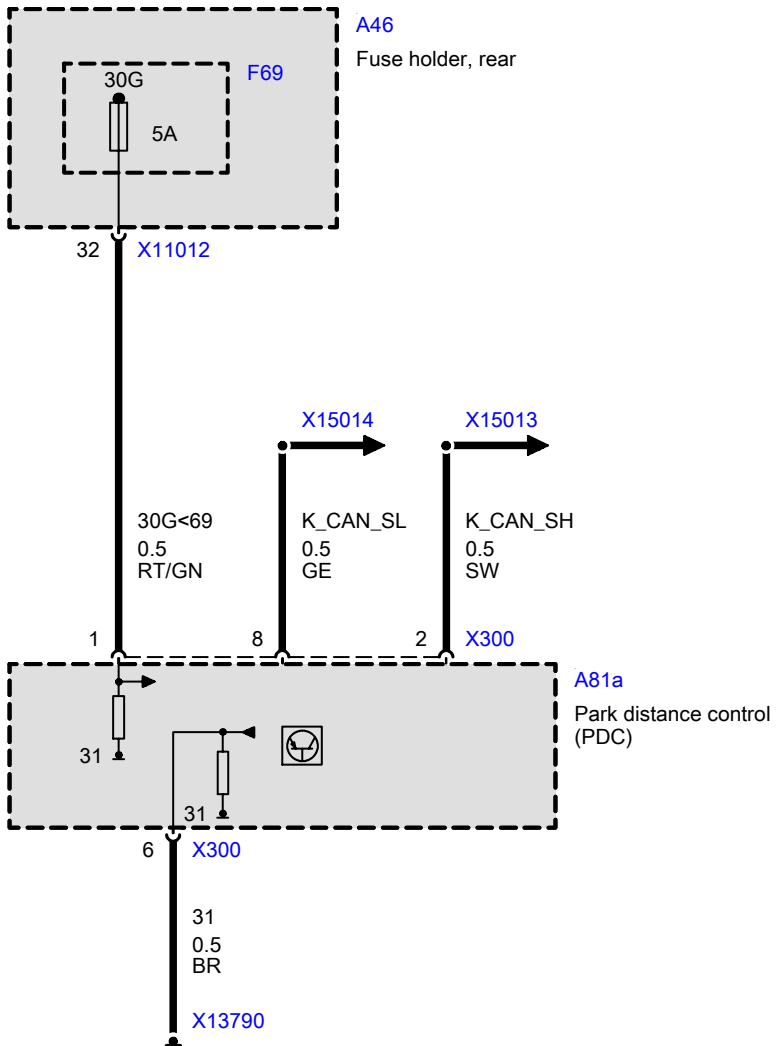 A46
Fuse holder, rear
F69
30G
5A
32 X11012
X15014
X15013
30G<69
0.5
RT/GN
K_CAN_SL
0.5
GE
K_CAN_SH
0.5
SW
1
8
2
X300
A81a
Park distance control
(PDC)
31
31
6 X300
31
0.5
BR
X13790